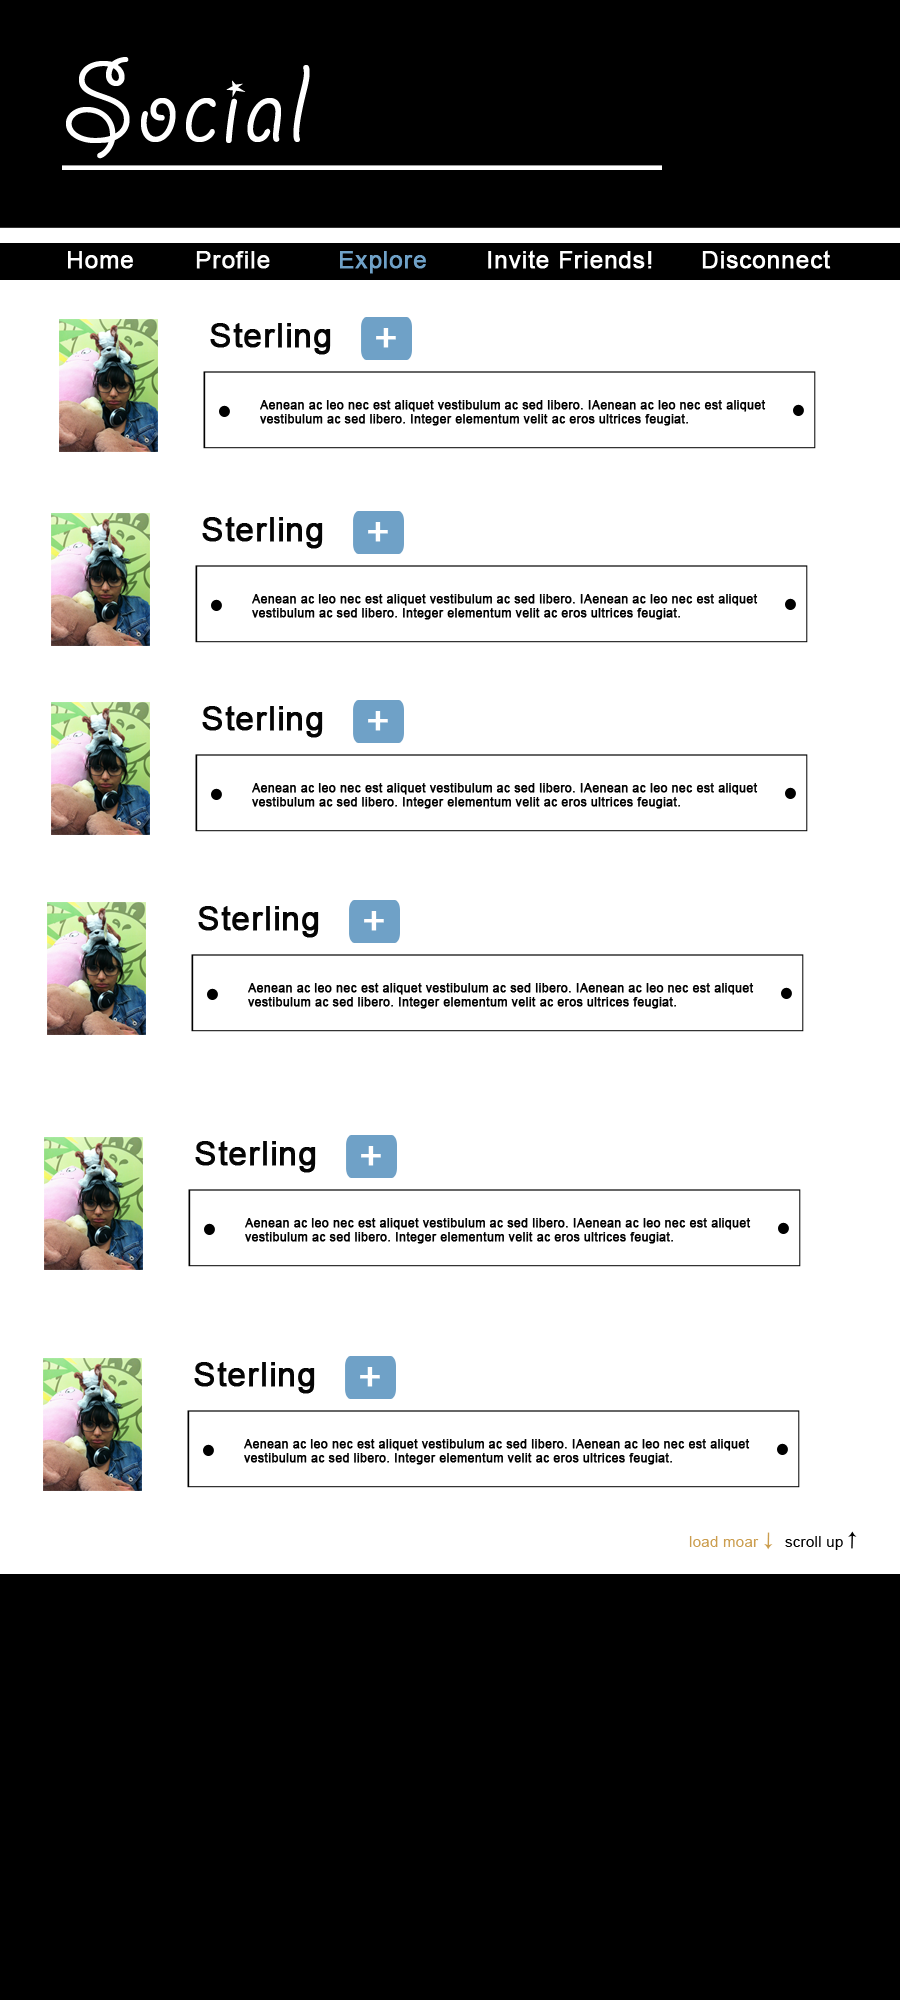 Social
Home Profile Explore Invite Friends! Disconnect
Sterling +
Aenean ac leo nec est aliquet vestibulum ac sed libero. IAenean ac leo nec est aliquet
vestibulum ac sed libero. Integer elementum velit ac eros ultrices feugiat.
Sterling +
Aenean ac leo nec est aliquet vestibulum ac sed libero. IAenean ac leo nec est aliquet
vestibulum ac sed libero. Integer elementum velit ac eros ultrices feugiat.
Sterling +
Aenean ac leo nec est aliquet vestibulum ac sed libero. IAenean ac leo nec est aliquet
vestibulum ac sed libero. Integer elementum velit ac eros ultrices feugiat.
Sterling +
Aenean ac leo nec est aliquet vestibulum ac sed libero. IAenean ac leo nec est aliquet
vestibulum ac sed libero. Integer elementum velit ac eros ultrices feugiat.
Sterling +
Aenean ac leo nec est aliquet vestibulum ac sed libero. IAenean ac leo nec est aliquet
vestibulum ac sed libero. Integer elementum velit ac eros ultrices feugiat.
Sterling +
Aenean ac leo nec est aliquet vestibulum ac sed libero. IAenean ac leo nec est aliquet
vestibulum ac sed libero. Integer elementum velit ac eros ultrices feugiat.
load moar ↓ scroll up ↑